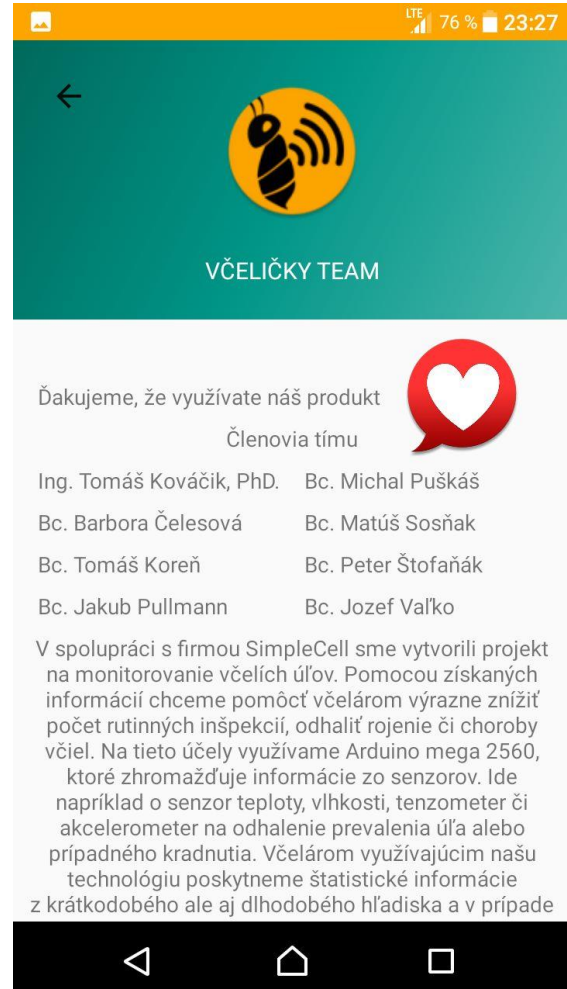 LTE 76 % 23:27
VČELIČKY TEAM
Ďakujeme, že využívate náš produkt
Členovia tímu
Ing. Tomáš Kováčik, PhD. Bc. Michal Puškáš
Bc. Barbora Čelesová Bc. Matúš Sosňak
Bc. Tomáš Koreň Bc. Peter Štofaňák
Bc. Jakub Pullmann Bc. Jozef Vaľko
V spolupráci s firmou SimpleCell sme vytvorili projekt
na monitorovanie včelích úľov. Pomocou získaných
informácií chceme pomôcť včelárom výrazne znížiť
počet rutinných inšpekcií, odhaliť rojenie či choroby
včiel. Na tieto účely využívame Arduino mega 2560,
ktoré zhromažďuje informácie zo senzorov. Ide
napríklad o senzor teploty, vlhkosti, tenzometer či
akcelerometer na odhalenie prevalenia úľa alebo
prípadného kradnutia. Včelárom využívajúcim našu
technológiu poskytneme štatistické informácie
z krátkodobého ale aj dlhodobého hľadiska a v prípade